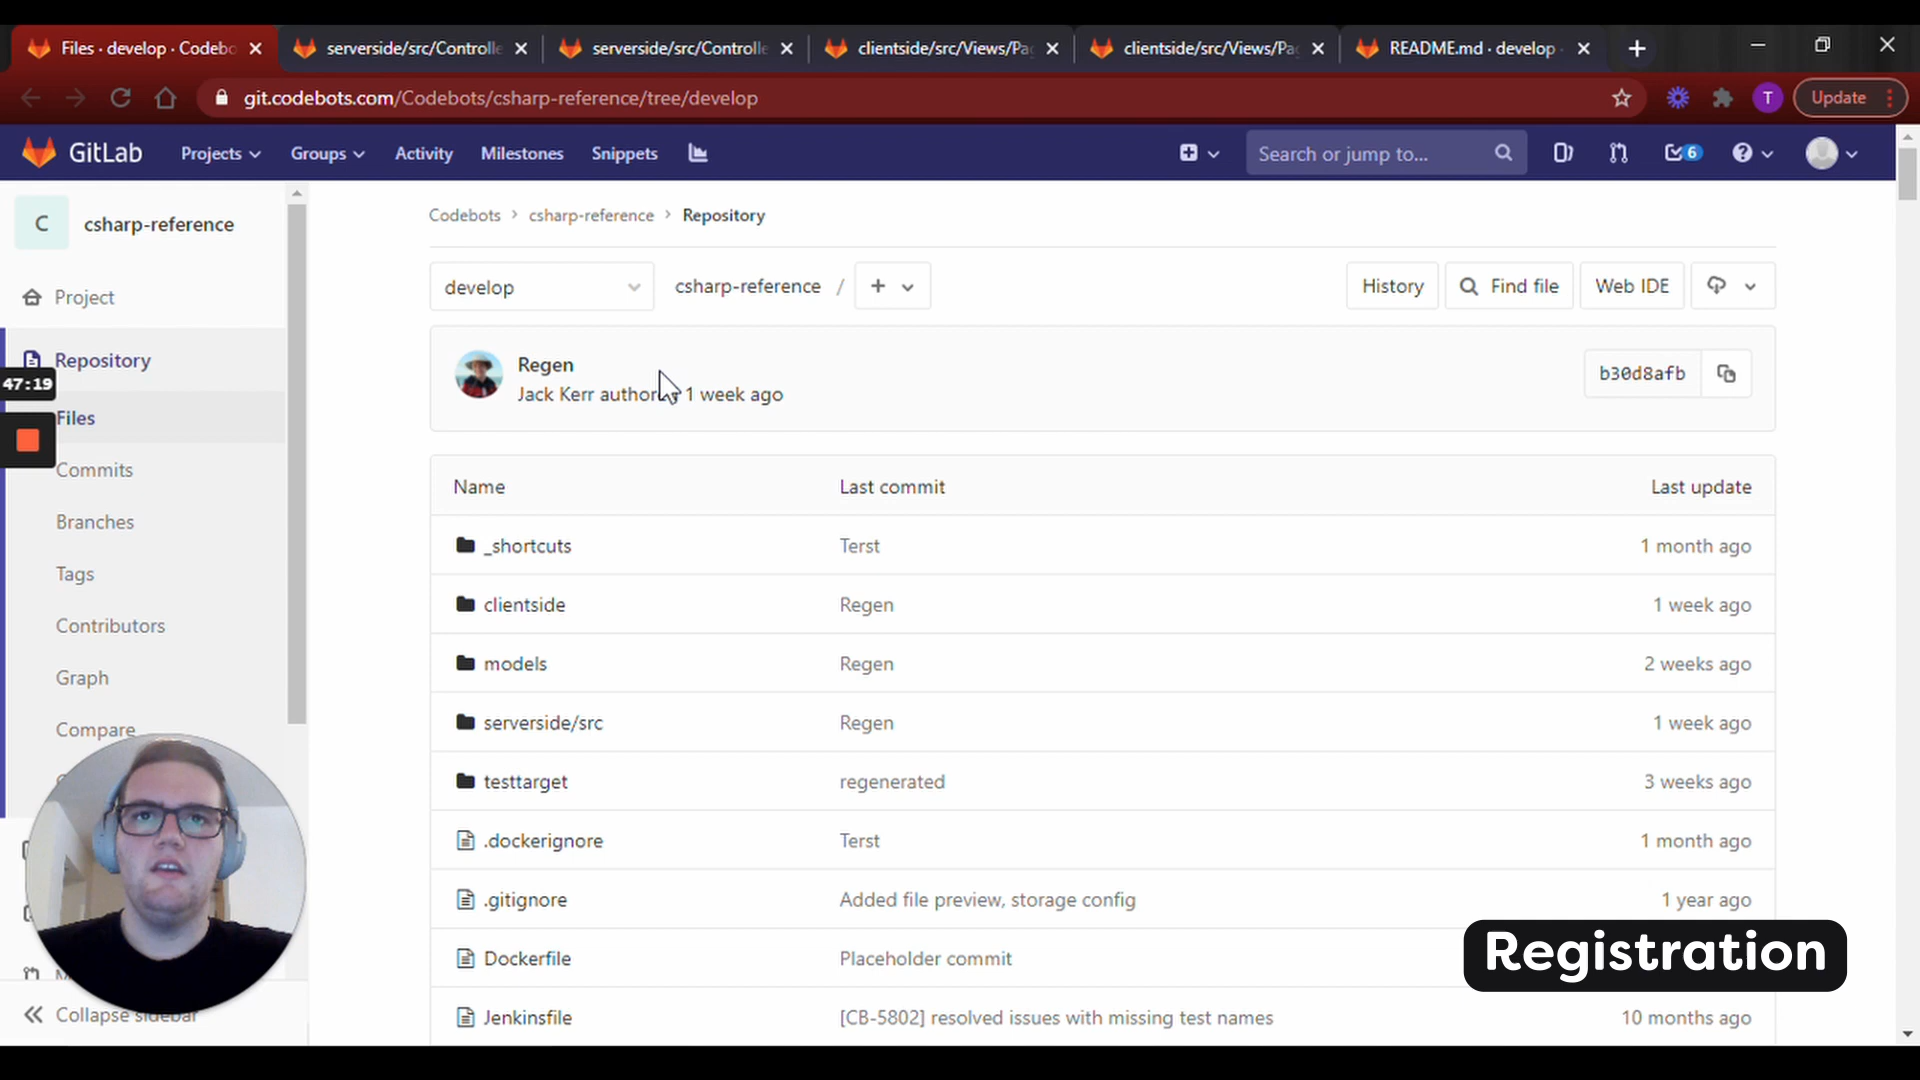 Files · develop · Codebo
serverside/src/Controlle
serverside/src/Controlle
clientside/src/Views/Pa
clientside/src/Views/Pa
README.md · develop
git.codebots.com/Codebots/csharp-reference/tree/develop
T
Update
GitLab
Projects
Groups
Activity
Milestones
Snippets
Search or jump to...
6
C
csharp-reference
Codebots > csharp-reference > Repository
Project
develop
csharp-reference /
History
Find file
Web IDE
Repository
Regen
Jack Kerr author 1 week ago
b30d8afb
47:19
Files
Commits
Branches
Tags
Contributors
Graph
Compare
Collapse sidebar
Name Last commit Last update
_shortcuts Terst 1 month ago
clientside Regen 1 week ago
models Regen 2 weeks ago
serverside/src Regen 1 week ago
testtarget regenerated 3 weeks ago
.dockerignore Terst 1 month ago
.gitignore Added file preview, storage config 1 year ago
Dockerfile Placeholder commit
Jenkinsfile [CB-5802] resolved issues with missing test names 10 months ago
Registration